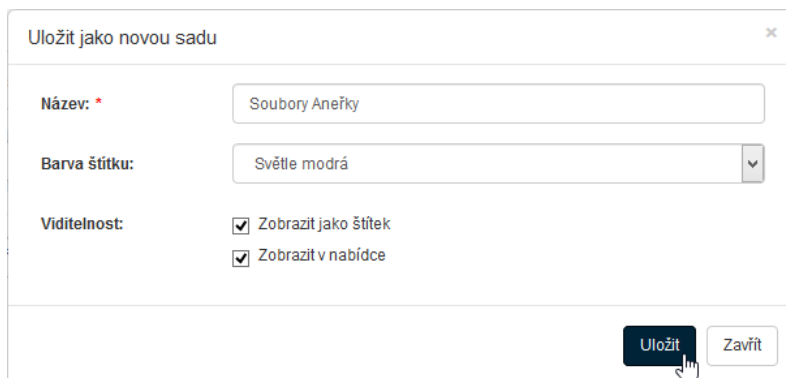 Uložit jako novou sadu ×
Název: * Soubory Aneřky
Barva štítku: Světle modrá
Viditelnost: Zobrazit jako štítek
Zobrazit v nabídce
Uložit Zavřít